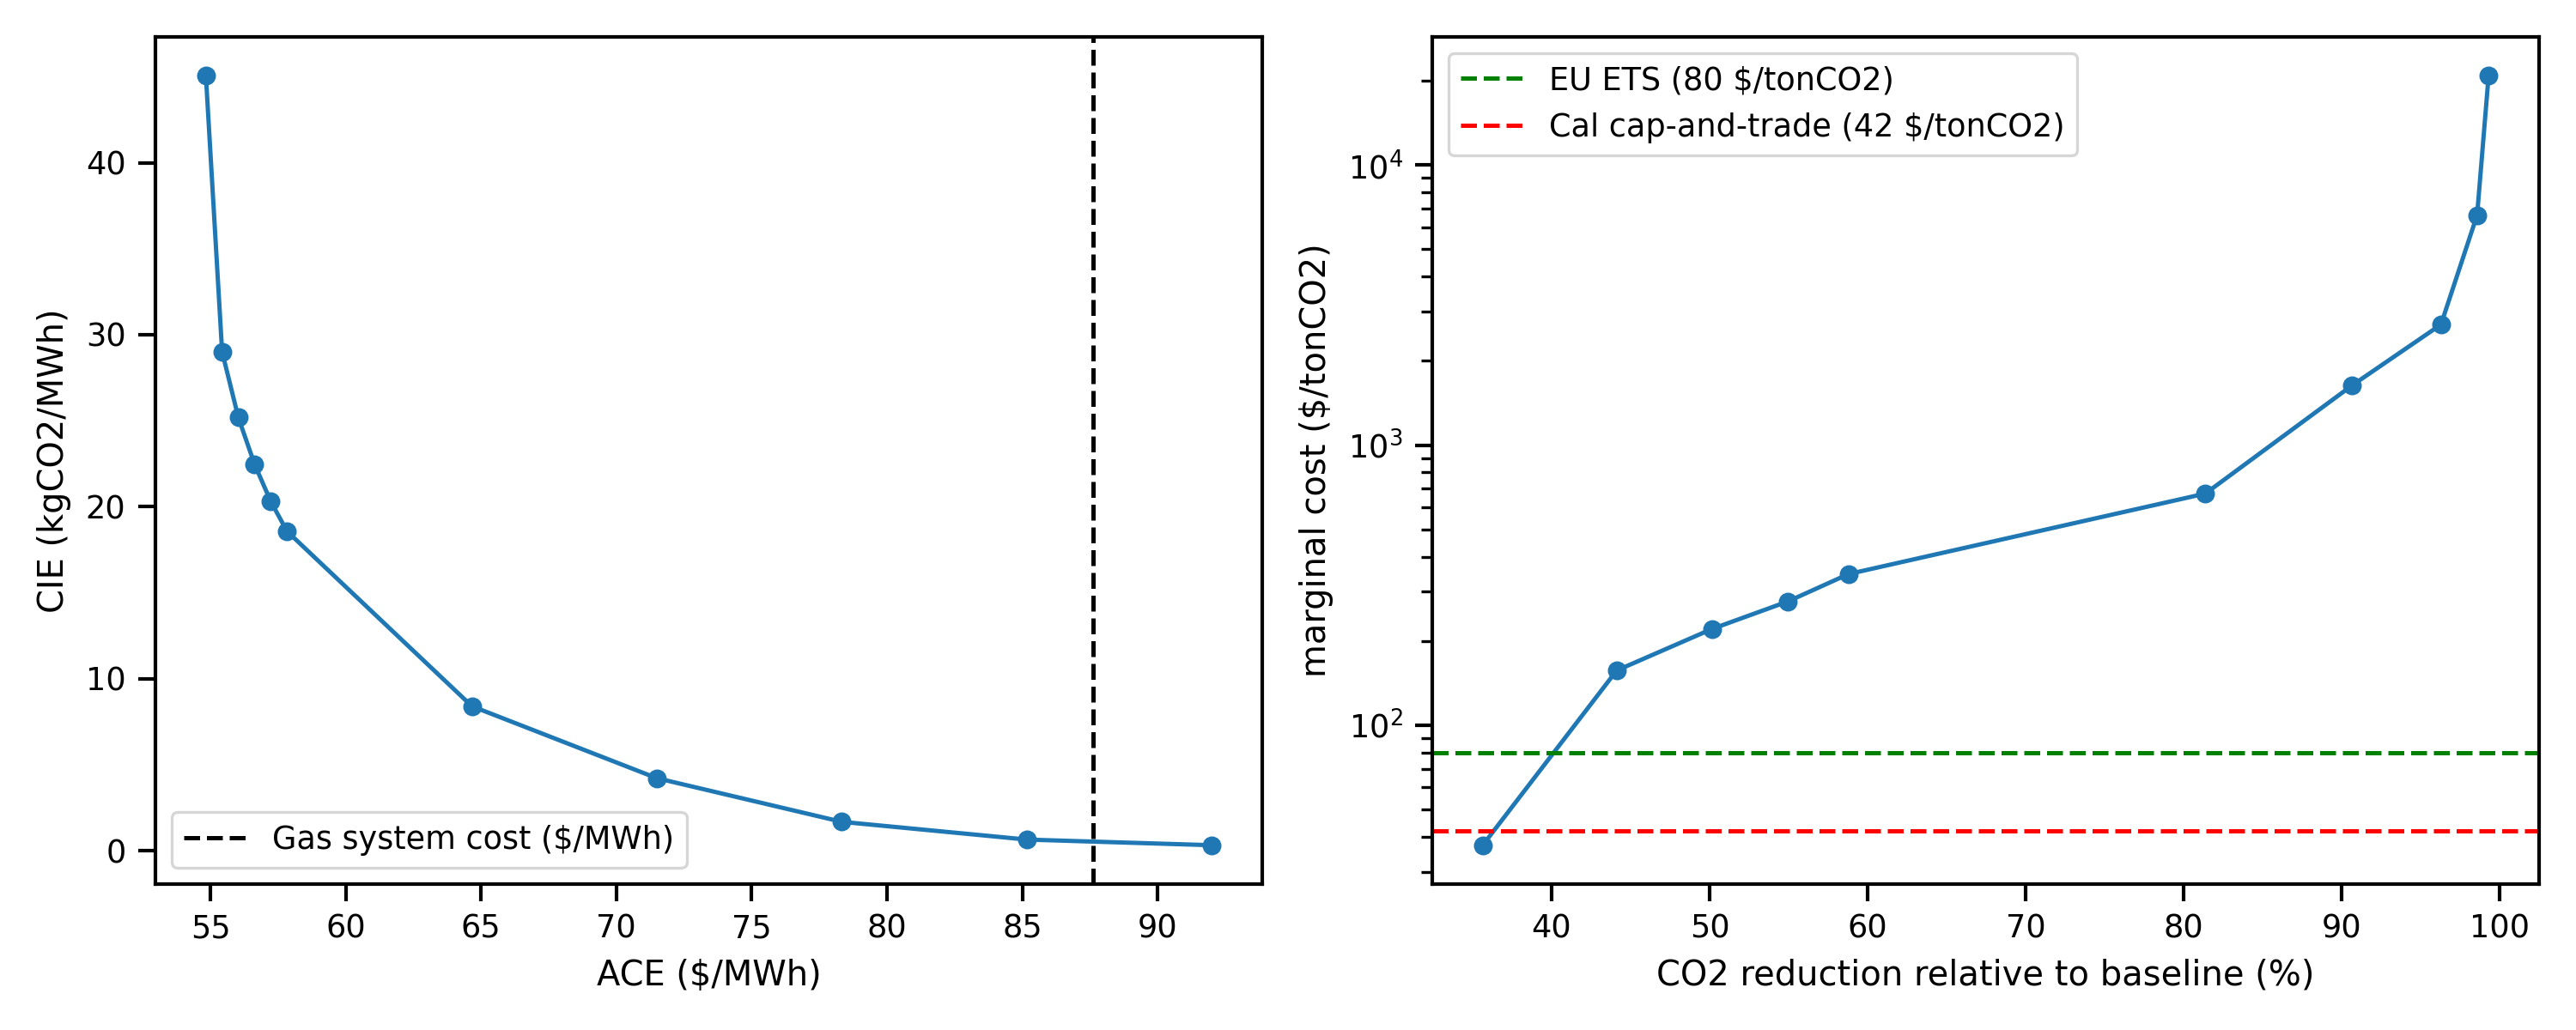 CIE (kgCO2/MWh)
40
30
20
10
0
Gas system cost ($/MWh)
55 60 65 70 75 80 85 90
ACE ($/MWh)
marginal cost ($/tonCO2)
EU ETS (80 $/tonCO2)
Cal cap-and-trade (42 $/tonCO2)
10⁴
10³
10²
40 50 60 70 80 90 100
CO2 reduction relative to baseline (%)